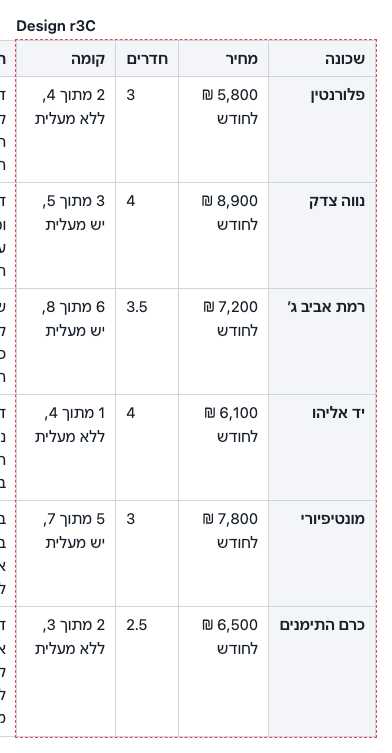 Design r3C
שכונה מחיר חדרים קומה
פלורנטין 5,800 ₪ 3 2 מתוך 4,
לחודש ללא מעלית
נווה צדק 8,900 ₪ 4 3 מתוך 5,
לחודש יש מעלית
רמת אביב ג' 7,200 ₪ 3.5 6 מתוך 8,
לחודש יש מעלית
יד אליהו 6,100 ₪ 4 1 מתוך 4,
לחודש ללא מעלית
מונטיפיורי 7,800 ₪ 3 5 מתוך 7,
לחודש יש מעלית
כרם התימנים 6,500 ₪ 2.5 2 מתוך 3,
לחודש ללא מעלית